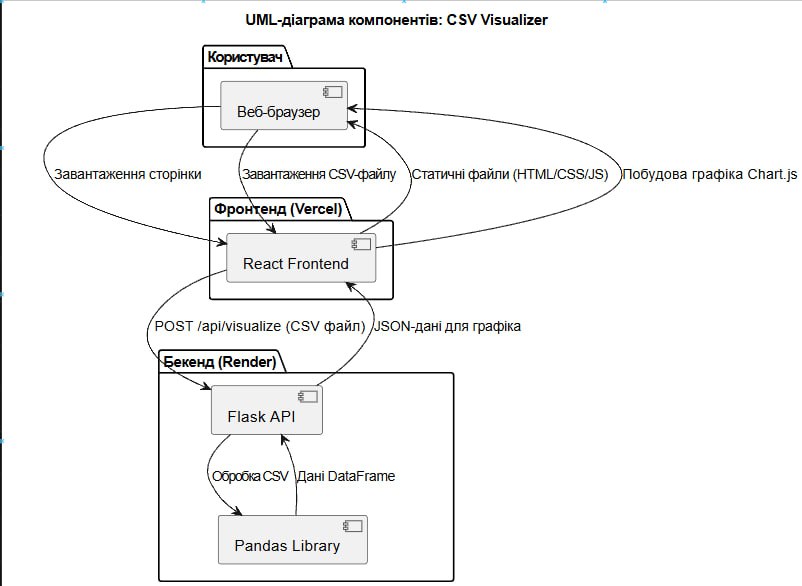 UML-діаграма компонентів: CSV Visualizer
Користувач
Веб-браузер
Завантаження сторінки
Завантаження CSV-файлу
Статичні файли (HTML/CSS/JS)
Побудова графіка Chart.js
Фронтенд (Vercel)
React Frontend
POST /api/visualize (CSV файл)
JSON-дані для графіка
Бекенд (Render)
Flask API
Обробка CSV
Дані DataFrame
Pandas Library